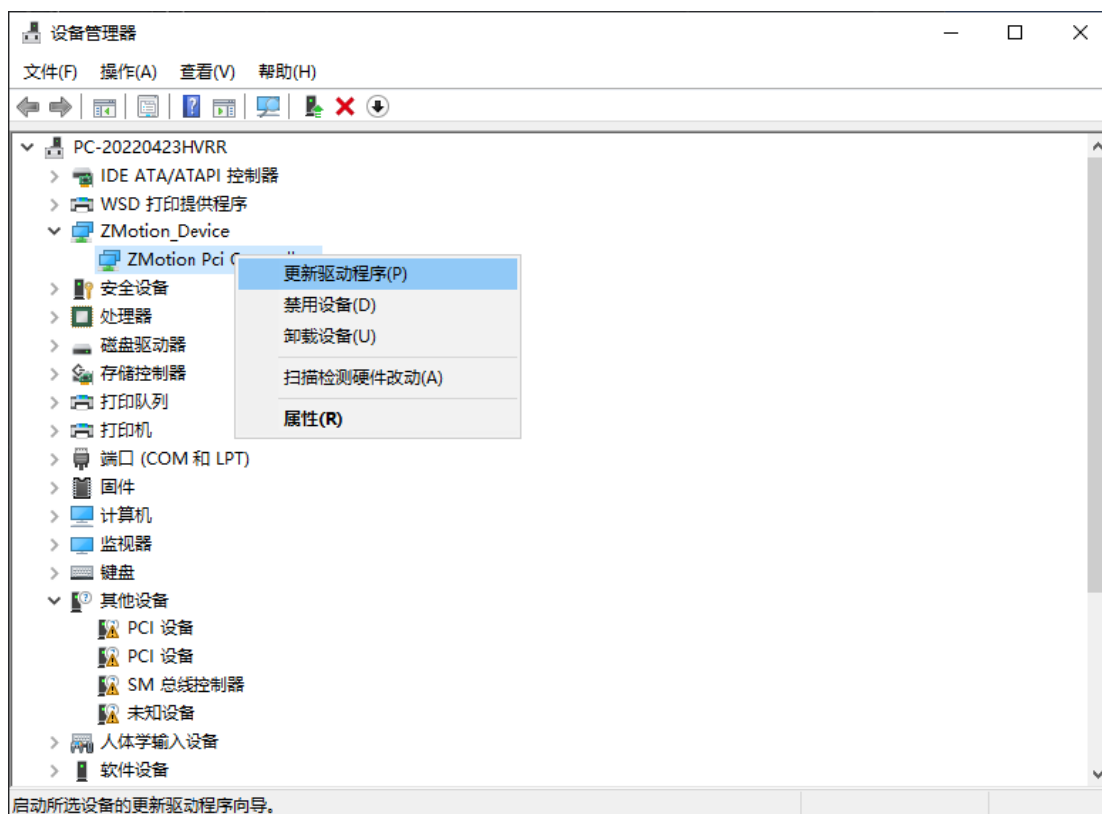 设备管理器
文件(F) 操作(A) 查看(V) 帮助(H)
PC-20220423HVRR
IDE ATA/ATAPI 控制器
WSD 打印提供程序
ZMotion_Device
ZMotion Pci
更新驱动程序(P)
禁用设备(D)
卸载设备(U)
扫描检测硬件改动(A)
属性(R)
安全设备
处理器
磁盘驱动器
存储控制器
打印队列
打印机
端口 (COM 和 LPT)
固件
计算机
监视器
键盘
其他设备
PCI 设备
PCI 设备
SM 总线控制器
未知设备
人体学输入设备
软件设备
启动所选设备的更新驱动程序向导。